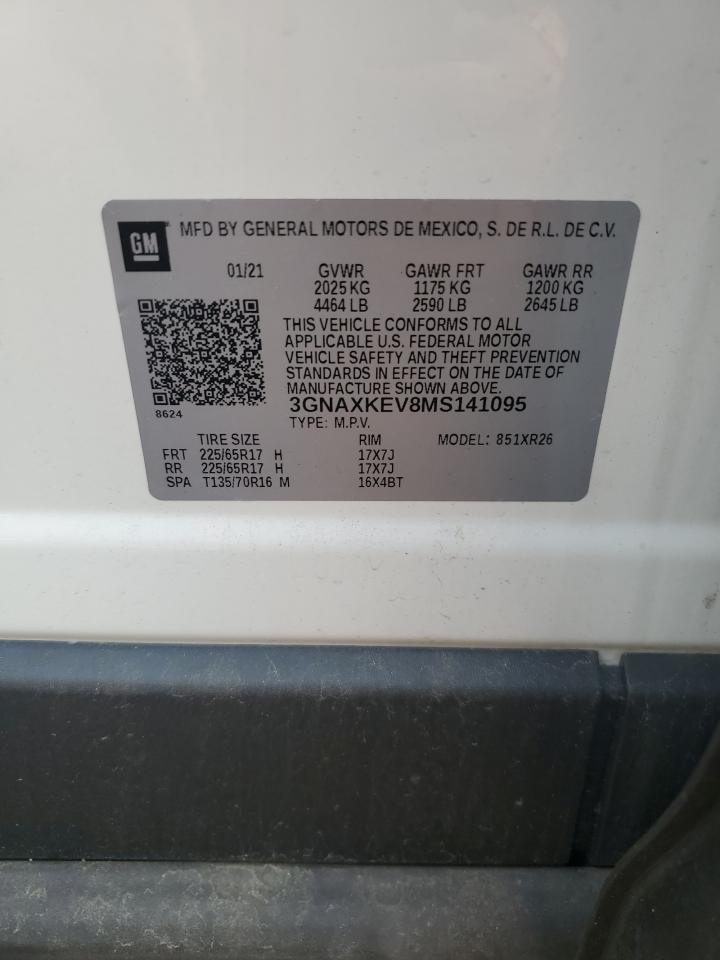 GM MFD BY GENERAL MOTORS DE MEXICO, S. DE R.L. DE C.V.
01/21 GVWR GAWR FRT GAWR RR
2025 KG 1175 KG 1200 KG
4464 LB 2590 LB 2645 LB
THIS VEHICLE CONFORMS TO ALL
APPLICABLE U.S. FEDERAL MOTOR
VEHICLE SAFETY AND THEFT PREVENTION
STANDARDS IN EFFECT ON THE DATE OF
MANUFACTURE SHOWN ABOVE.
3GNAXKEV8MS141095
8624
TYPE: M.P.V.
TIRE SIZE RIM MODEL: 851XR26
FRT 225/65R17 H 17X7J
RR 225/65R17 H 17X7J
SPA T135/70R16 M 16X4BT